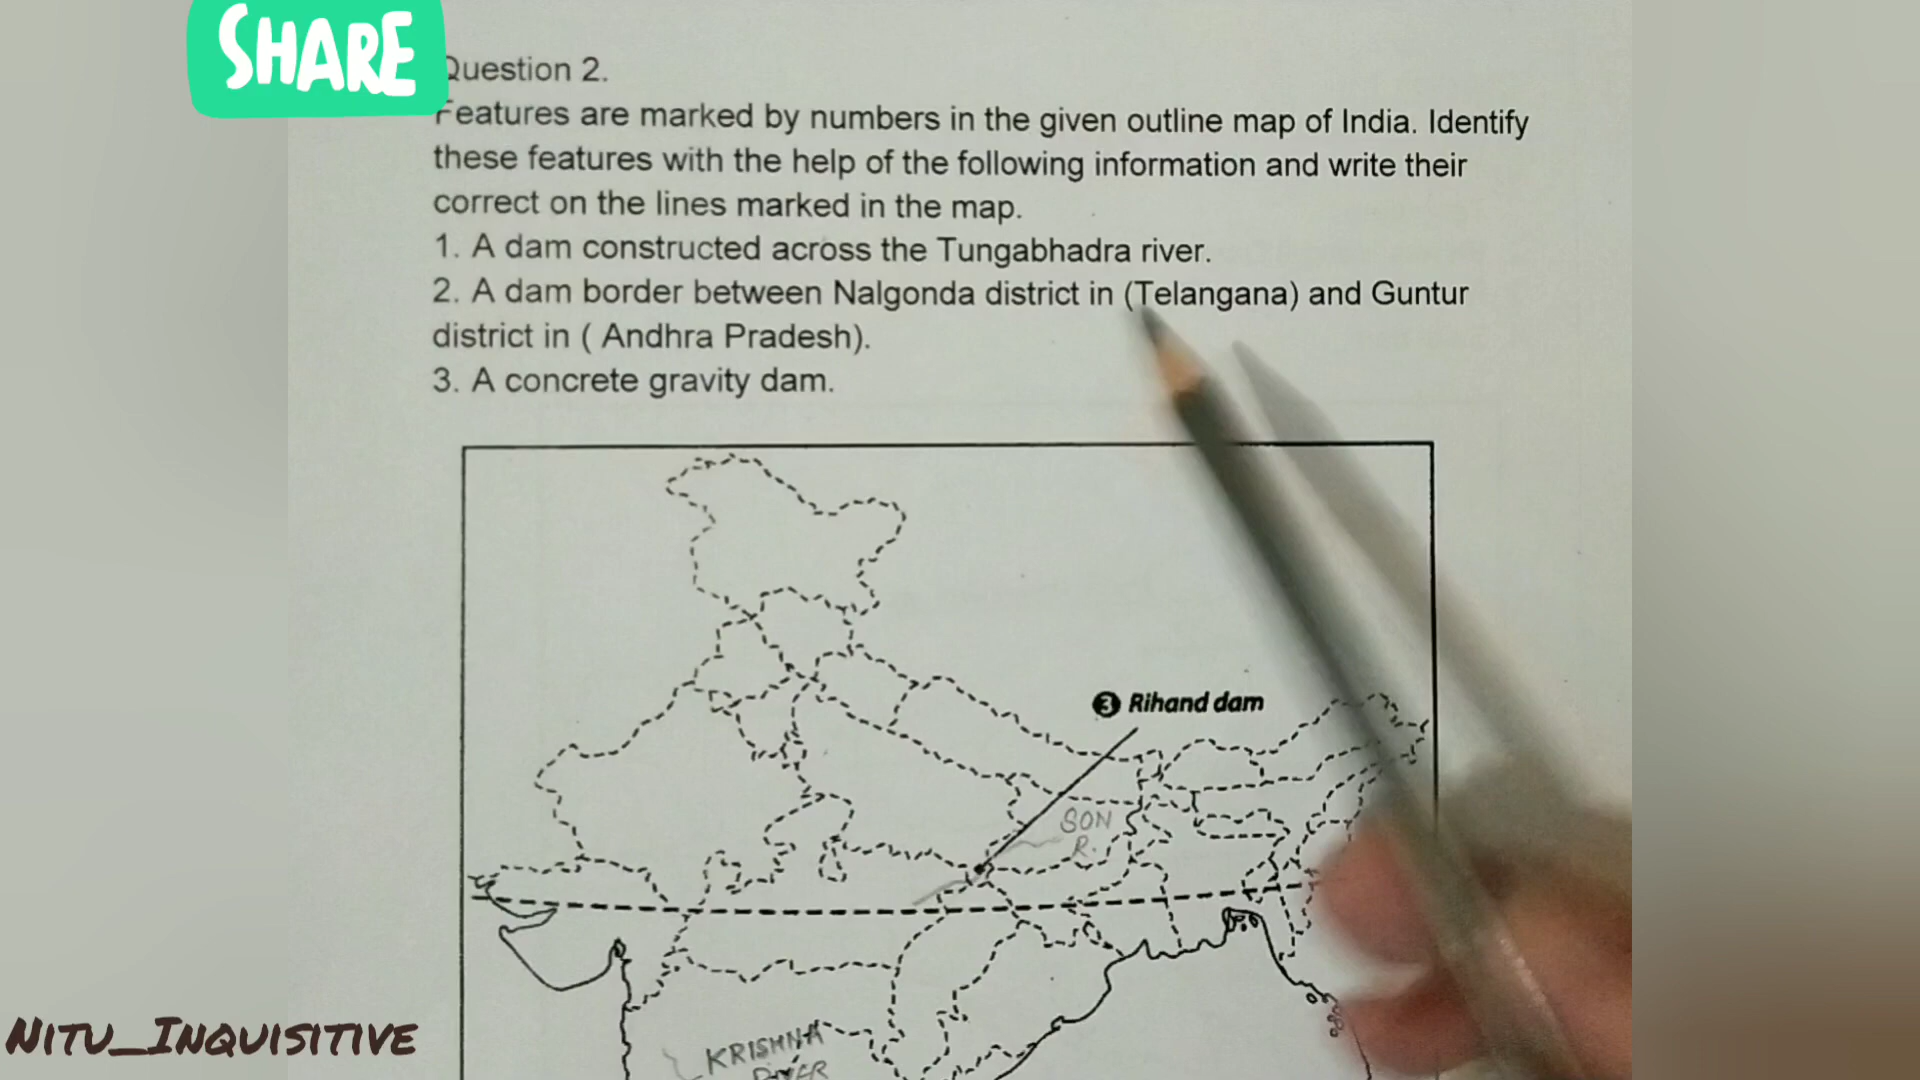 SHARE
Question 2.
Features are marked by numbers in the given outline map of India. Identify
these features with the help of the following information and write their
correct on the lines marked in the map.
1. A dam constructed across the Tungabhadra river.
2. A dam border between Nalgonda district in (Telangana) and Guntur
district in ( Andhra Pradesh).
3. A concrete gravity dam.
3 Rihand dam
SON
R.
KRISHNA
RIVER
NITU_INQUISITIVE